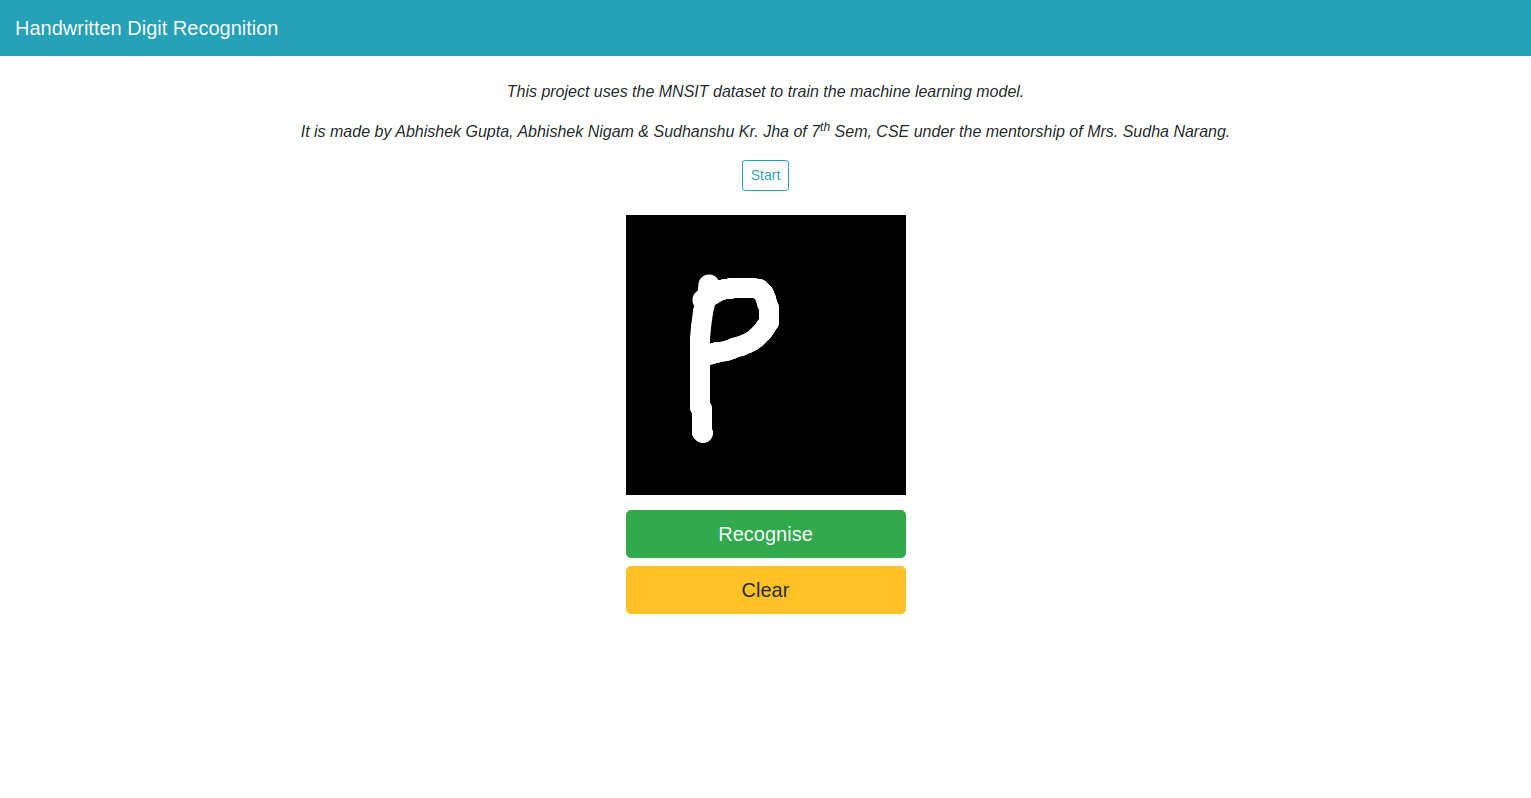 Handwritten Digit Recognition
This project uses the MNSIT dataset to train the machine learning model.
It is made by Abhishek Gupta, Abhishek Nigam & Sudhanshu Kr. Jha of 7th Sem, CSE under the mentorship of Mrs. Sudha Narang.
Start
P
Recognise
Clear